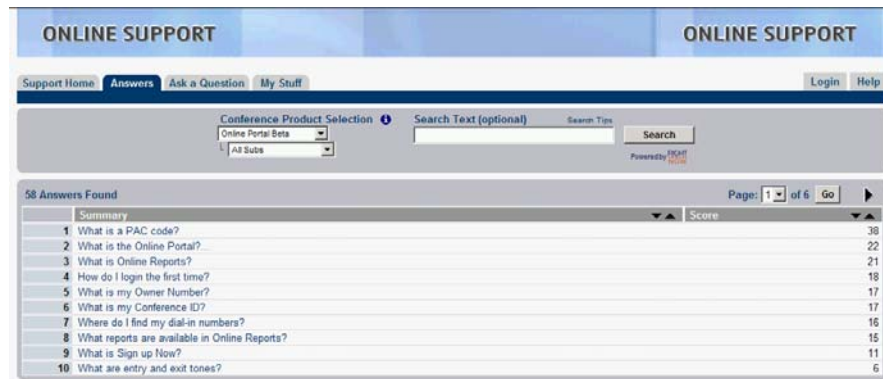 ONLINE SUPPORT ONLINE SUPPORT
Support Home Answers Ask a Question My Stuff Login Help
Conference Product Selection Search Text (optional) Search Tips
Online Portal Beta Search
All Subs
Powered by RIGHT NOW
58 Answers Found Page: 1 of 6 Go
Summary Score
1 What is a PAC code? 38
2 What is the Online Portal?... 22
3 What is Online Reports? 21
4 How do I login the first time? 18
5 What is my Owner Number? 17
6 What is my Conference ID? 17
7 Where do I find my dial-in numbers? 16
8 What reports are available in Online Reports? 15
9 What is Sign up Now? 11
10 What are entry and exit tones? 6